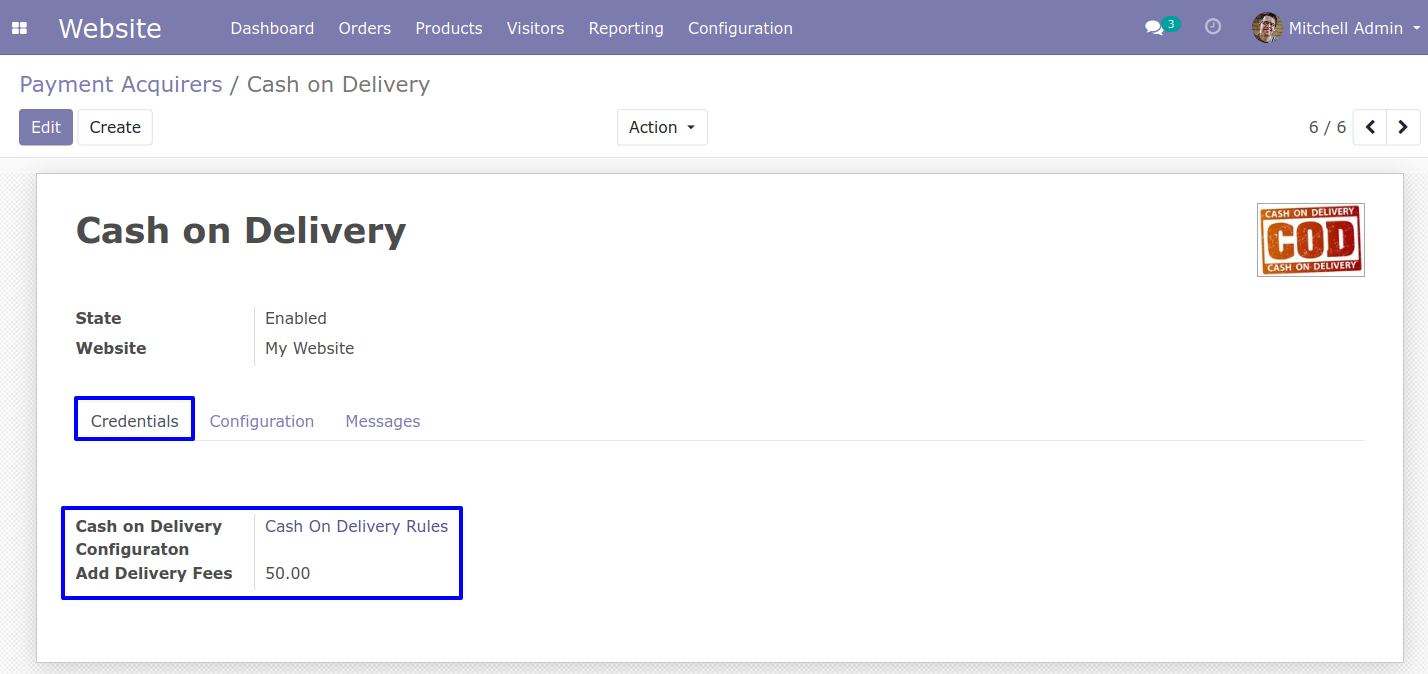 Website Dashboard Orders Products Visitors Reporting Configuration 3 Mitchell Admin
Payment Acquirers / Cash on Delivery
Edit Create Action 6 / 6
Cash on Delivery
CASH ON DELIVERY
COD
CASH ON DELIVERY
State Enabled
Website My Website
Credentials Configuration Messages
Cash on Delivery Cash On Delivery Rules
Configuraton
Add Delivery Fees 50.00